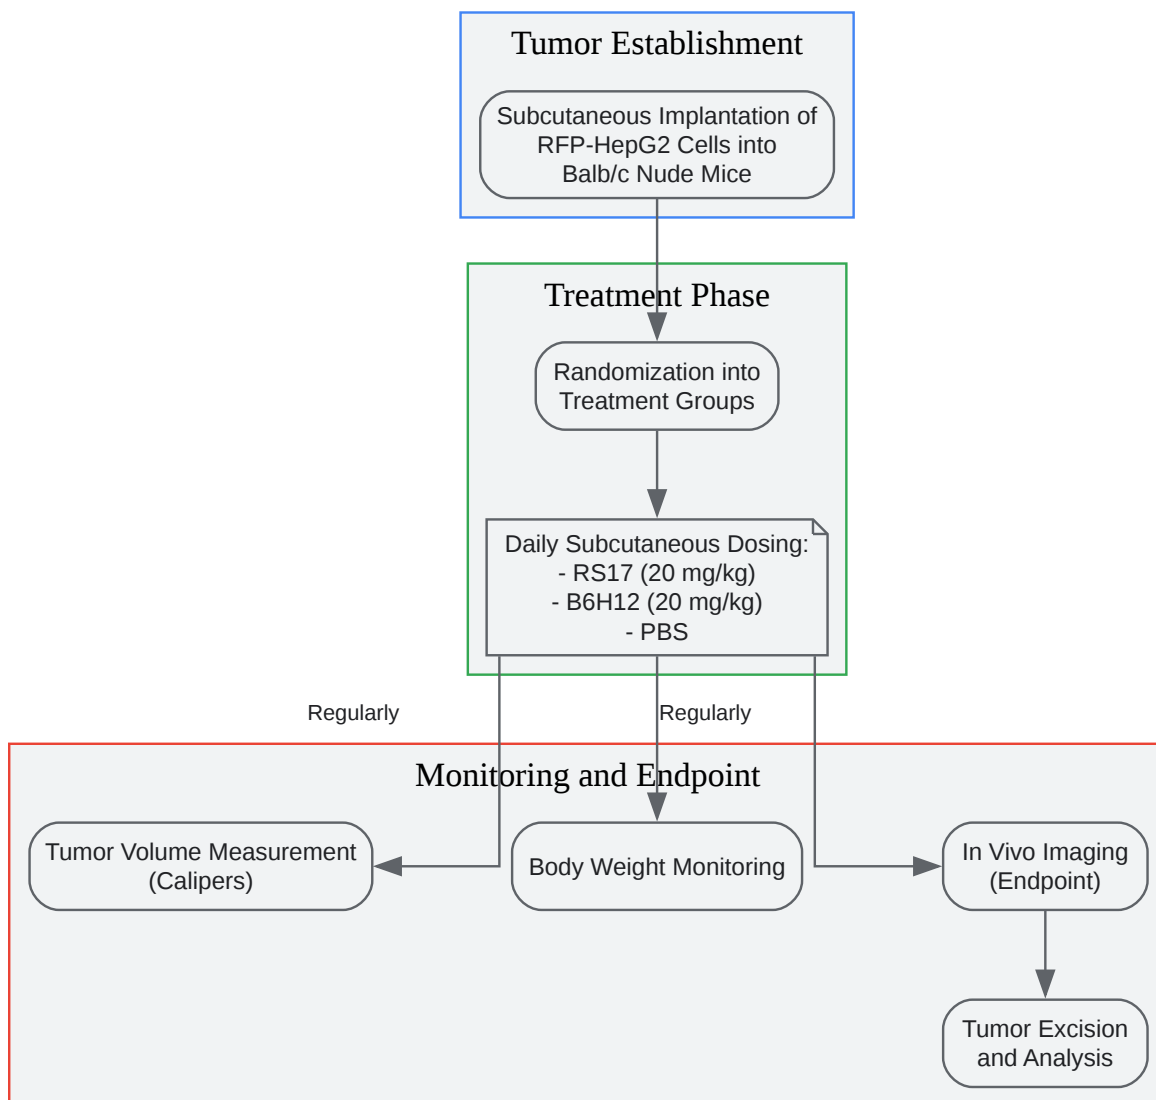 Tumor Establishment
Subcutaneous Implantation of
RFP-HepG2 Cells into
Balb/c Nude Mice
Treatment Phase
Randomization into
Treatment Groups
Daily Subcutaneous Dosing:
- RS17 (20 mg/kg)
- B6H12 (20 mg/kg)
- PBS
Regularly
Regularly
Monitoring and Endpoint
Tumor Volume Measurement
(Calipers)
Body Weight Monitoring
In Vivo Imaging
(Endpoint)
Tumor Excision
and Analysis